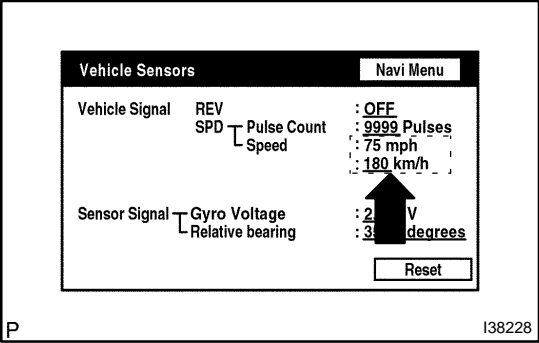 Vehicle Sensors Navi Menu
Vehicle Signal REV : OFF
SPD Pulse Count : 9999 Pulses
Speed : 75 mph
: 180 km/h
Sensor Signal Gyro Voltage : V
Relative bearing : degrees
Reset
P I38228